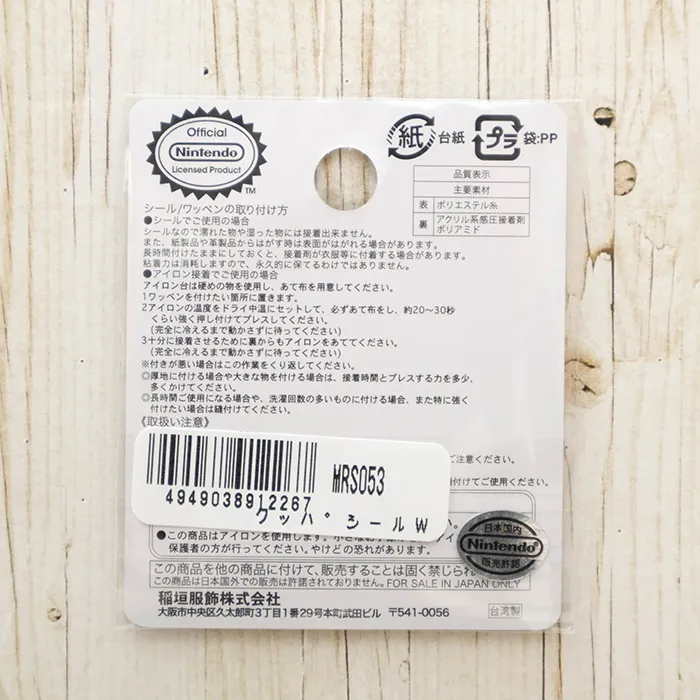 Official
Nintendo
Licensed Product
TM
紙 台紙
プラ 袋:PP
品質表示
主要素材
表 ポリエステル糸
裏 アクリル系感圧接着剤
ポリアミド
シール/ワッペンの取り付け方
●シールでご使用の場合
シールなので濡れた物や湿った物には接着出来ません。
また、紙製品や革製品からはがす時は表面がはがれる場合があります。
長時間付けたままにしておくと、接着剤が衣服等に付着する場合があります。
粘着力は消耗しますので、永久的に保てるわけではありません。
●アイロン接着でご使用の場合
アイロン台は硬めの物を使用し、あて布を用意してください。
1ワッペンを付けたい箇所に置きます。
2アイロンの温度をドライ中温にセットして、必ずあて布をし、約20〜30秒
くらい強く押し付けてプレスしてください。
(完全に冷えるまで動かさずに待ってください)
3十分に接着させるために裏からもアイロンをあててください。
(完全に冷えるまで動かさずに待ってください)
※付きが悪い場合はこの作業をくり返してください。
◎厚地に付ける場合や大きな物を付ける場合は、接着時間とプレスする力を多少、
多くかけてください。
◎長時間ご使用になる場合や、洗濯回数の多いものに付ける場合、また特に強く
付けたい場合は縫付けてください。
《取扱い注意》
ご注意ください。
付けてご使用ください。
MRS053
4949038912267
クッパ シールW
●この商品はアイロンを使用します。
保護者の方が行ってください。やけどの恐れがあります。
日本国内
Nintendo
販売許諾
この商品を他の商品に付けて、販売することは固く禁じられ
この商品は日本国外での販売は許諾されておりません。FOR SALE IN JAPAN ONLY
稲垣服飾株式会社
大阪市中央区久太郎町3丁目1番29号本町武田ビル 〒541-0056
台湾製